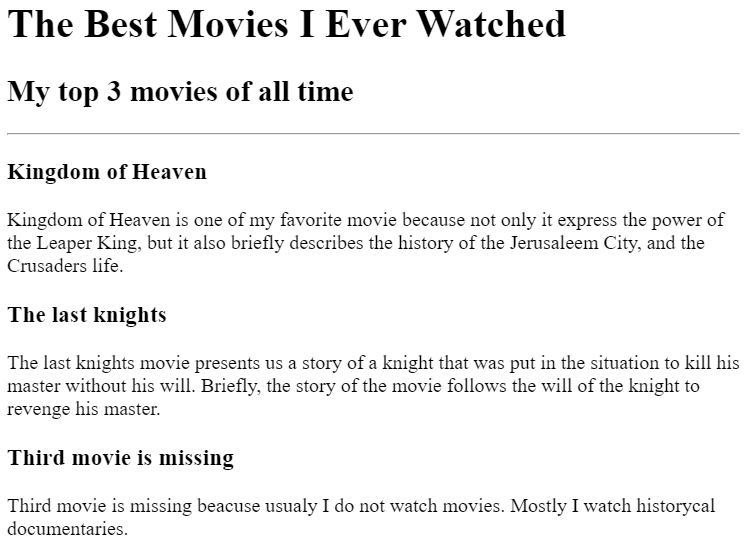 The Best Movies I Ever Watched
My top 3 movies of all time
Kingdom of Heaven
Kingdom of Heaven is one of my favorite movie because not only it express the power of
the Leaper King, but it also briefly describes the history of the Jerusaleem City, and the
Crusaders life.
The last knights
The last knights movie presents us a story of a knight that was put in the situation to kill his
master without his will. Briefly, the story of the movie follows the will of the knight to
revenge his master.
Third movie is missing
Third movie is missing beacuse usualy I do not watch movies. Mostly I watch historycal
documentaries.